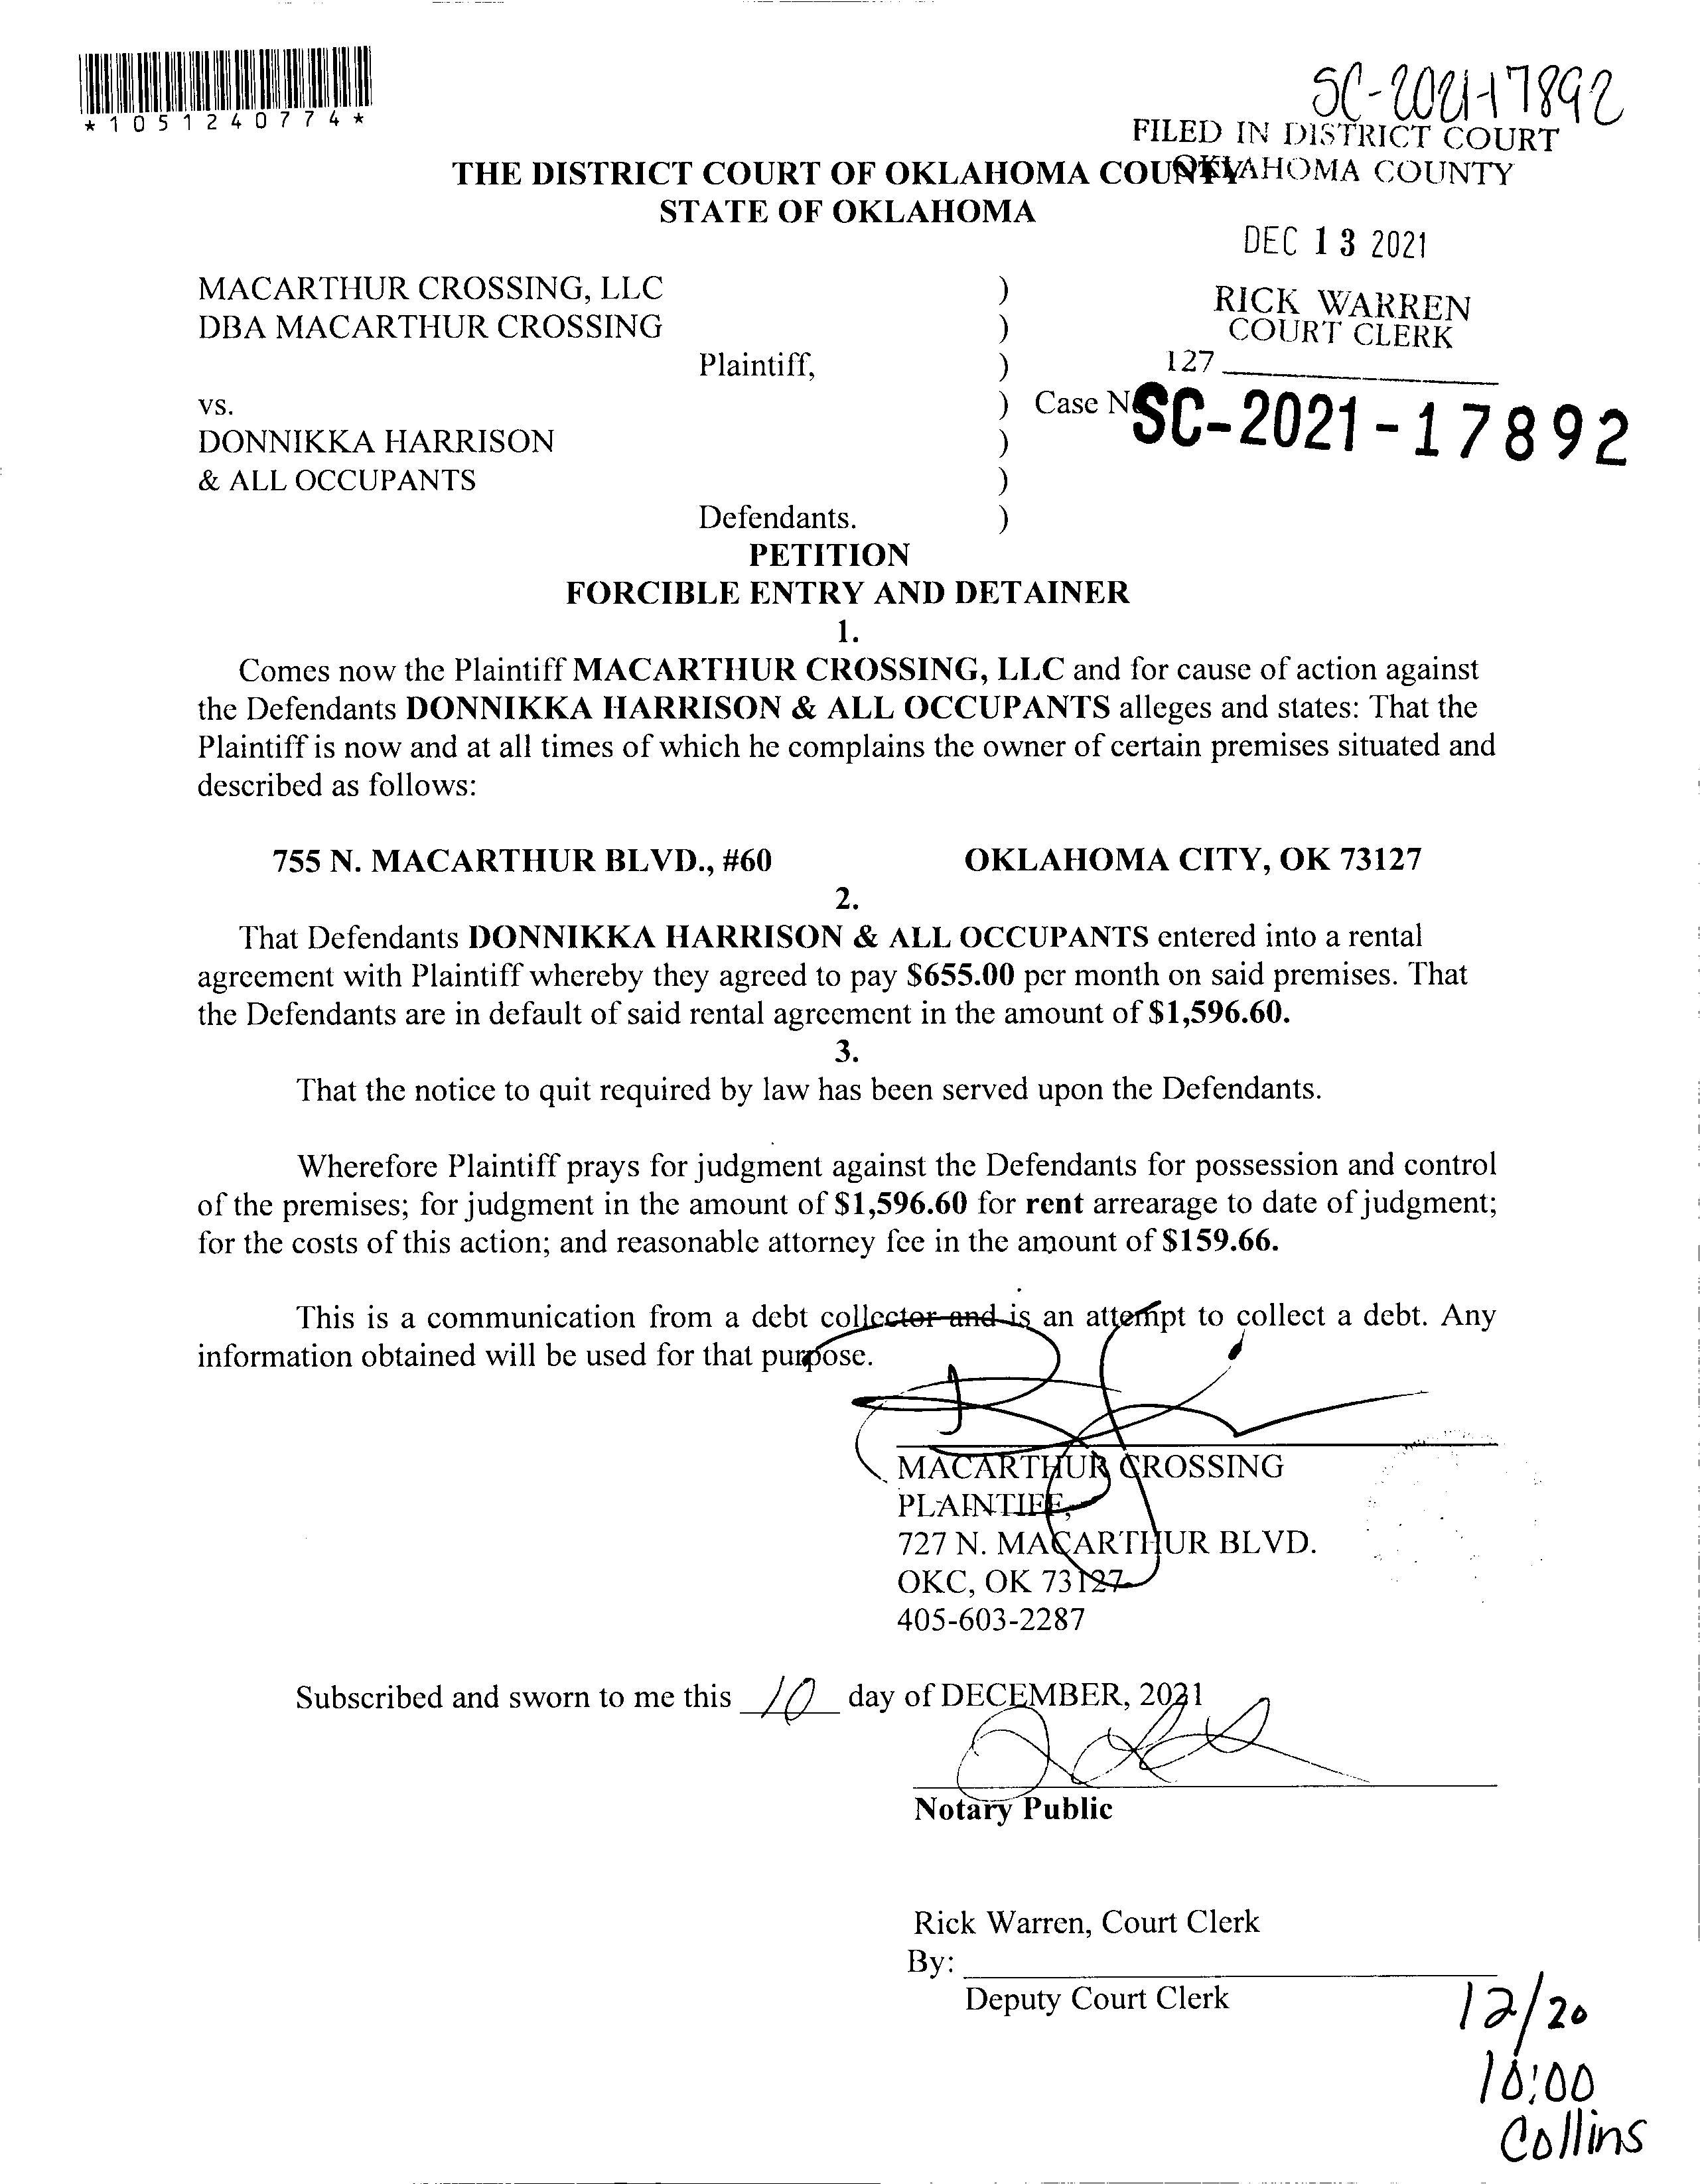 *1051240774*
SC-2021-17892
FILED IN DISTRICT COURT
OKLAHOMA COUNTY
THE DISTRICT COURT OF OKLAHOMA COUNTY
STATE OF OKLAHOMA
DEC 13 2021
RICK WARREN
COURT CLERK
127
MACARTHUR CROSSING, LLC )
DBA MACARTHUR CROSSING )
Plaintiff, )
vs. ) Case No SC-2021-17892
DONNIKKA HARRISON )
& ALL OCCUPANTS )
Defendants. )
PETITION
FORCIBLE ENTRY AND DETAINER
1.
Comes now the Plaintiff MACARTHUR CROSSING, LLC and for cause of action against
the Defendants DONNIKKA HARRISON & ALL OCCUPANTS alleges and states: That the
Plaintiff is now and at all times of which he complains the owner of certain premises situated and
described as follows:
755 N. MACARTHUR BLVD., #60 OKLAHOMA CITY, OK 73127
2.
That Defendants DONNIKKA HARRISON & ALL OCCUPANTS entered into a rental
agreement with Plaintiff whereby they agreed to pay $655.00 per month on said premises. That
the Defendants are in default of said rental agreement in the amount of $1,596.60.
3.
That the notice to quit required by law has been served upon the Defendants.
Wherefore Plaintiff prays for judgment against the Defendants for possession and control
of the premises; for judgment in the amount of $1,596.60 for rent arrearage to date of judgment;
for the costs of this action; and reasonable attorney fee in the amount of $159.66.
This is a communication from a debt collector and is an attempt to collect a debt. Any
information obtained will be used for that purpose.
MACARTHUR CROSSING
PLAINTIFF,
727 N. MACARTHUR BLVD.
OKC, OK 73127
405-603-2287
Subscribed and sworn to me this 10 day of DECEMBER, 2021
Notary Public
Rick Warren, Court Clerk
By:
Deputy Court Clerk
12/20
10:00
Collins